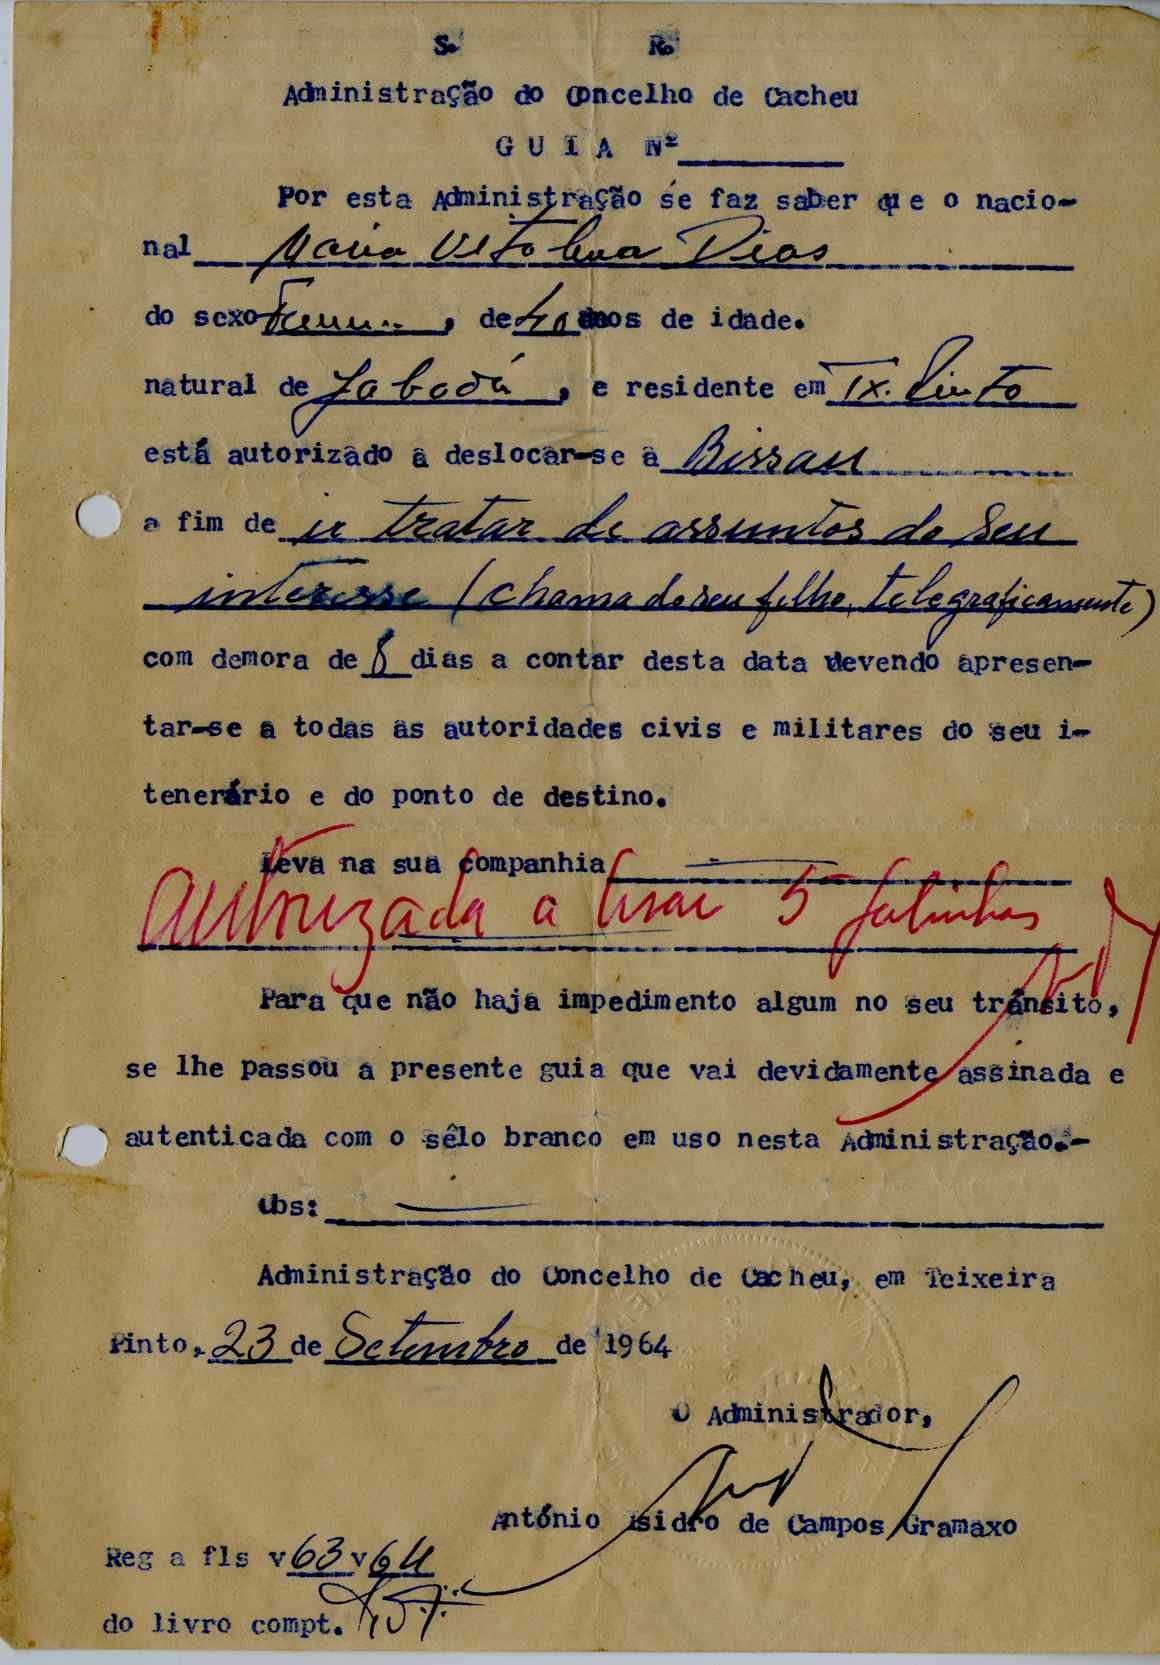 S. R.
Administração do Concelho de Cacheu
G U I A Nº
Por esta Administração se faz saber que o nacio-
nal Maria Dias
do sexo Femn.., de 40 anos de idade.
natural de Jabadá, e residente em Tx. Pinto
está autorizado a deslocar-se a Bissau
a fim de ir tratar de assuntos do seu
interesse (chama do seu filho, telegraficamente)
com demora de 8 dias a contar desta data devendo apresen-
tar-se a todas as autoridades civis e militares do seu i-
tenerário e do ponto de destino.
Leva na sua companhia
Autorizada a levar 5 galinhas
Para que não haja impedimento algum no seu trânsito,
se lhe passou a presente guia que vai devidamente assinada e
autenticada com o sêlo branco em uso nesta Administração.-
Obs:
Administração do Concelho de Cacheu, em Teixeira
Pinto, 23 de Setembro de 1964
O Administrador,
António Isidro de Campos Gramaxo
Reg a fls v 63 v 64
do livro compt.